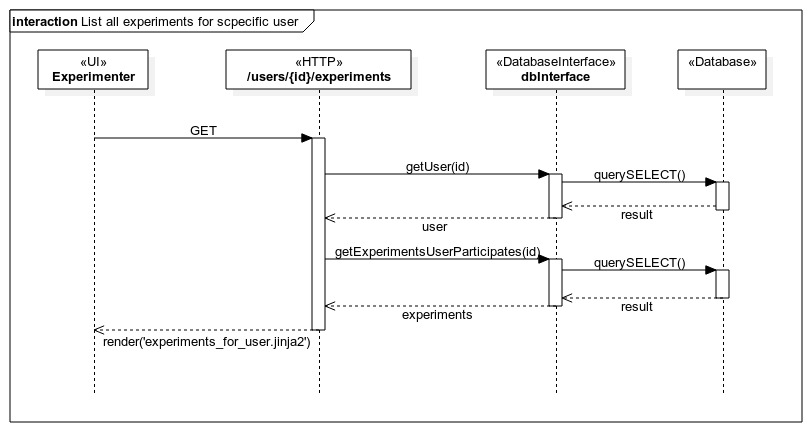 interaction List all experiments for scpecific user
«UI»
Experimenter
«HTTP»
/users/{id}/experiments
«DatabaseInterface»
dbInterface
«Database»
GET
getUser(id)
querySELECT()
result
user
getExperimentsUserParticipates(id)
querySELECT()
result
experiments
render('experiments_for_user.jinja2')